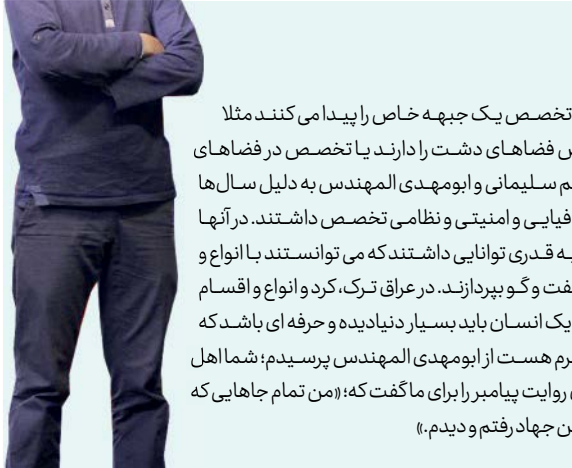 تخصص یک جبهه خاص را پیدا می کنند مثلا
فضاهای دشت را دارند یا تخصص در فضاهای
سلیمانی و ابومهدی المهندس به دلیل سال‌ها
و امنیتی و نظامی تخصص داشتند. در آنها
قدری توانایی داشتند که می توانستند با انواع و
و گو بپردازند. در عراق ترک، کرد و انواع و اقسام
یک انسان باید بسیار دنیادیده و حرفه ای باشد که
هست از ابومهدی المهندس پرسیدم؛ شما اهل
روایت پیامبر را برای ما گفت که؛ «من تمام جاهایی که
جهاد رفتم و دیدم.»